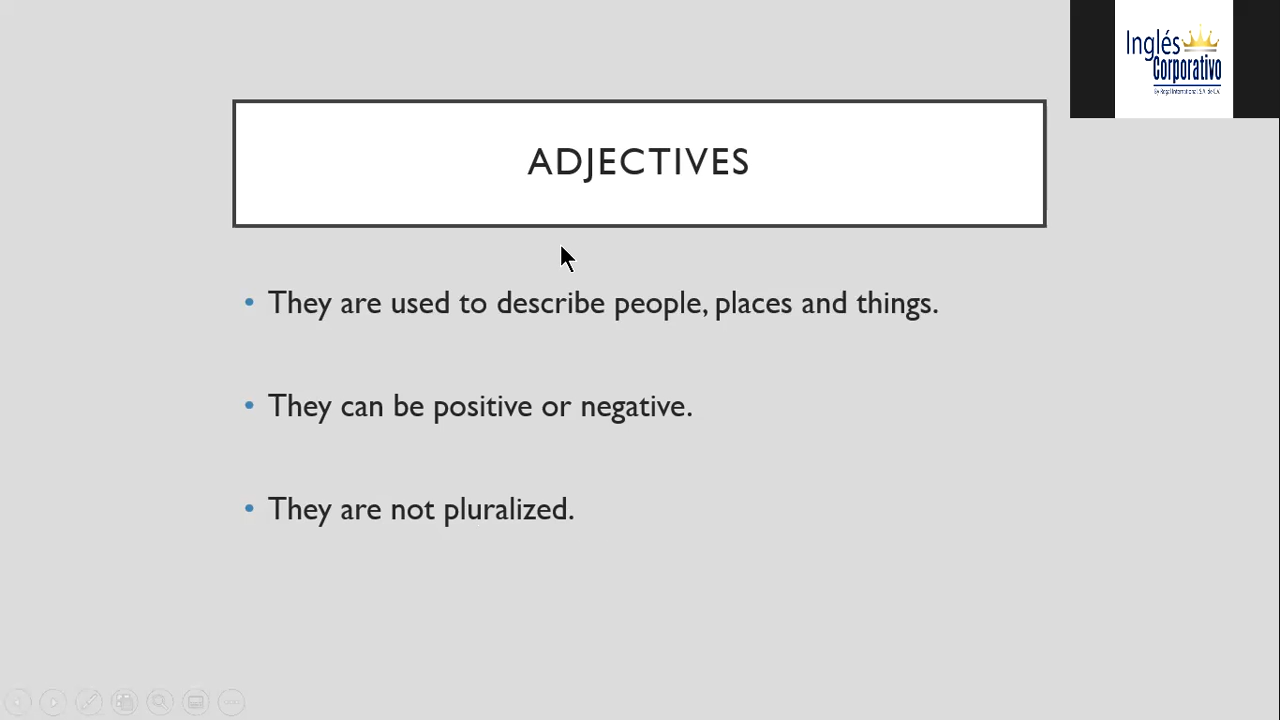 Inglés
Corporativo
ADJECTIVES
• They are used to describe people, places and things.
• They can be positive or negative.
• They are not pluralized.